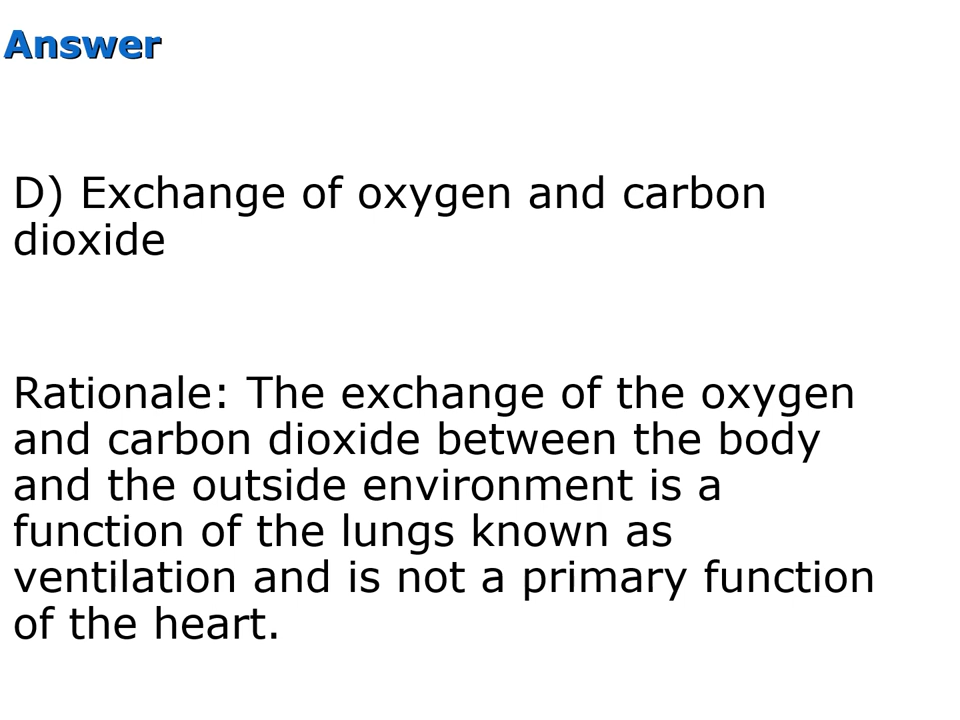 Answer
D) Exchange of oxygen and carbon
dioxide
Rationale: The exchange of the oxygen
and carbon dioxide between the body
and the outside environment is a
function of the lungs known as
ventilation and is not a primary function
of the heart.